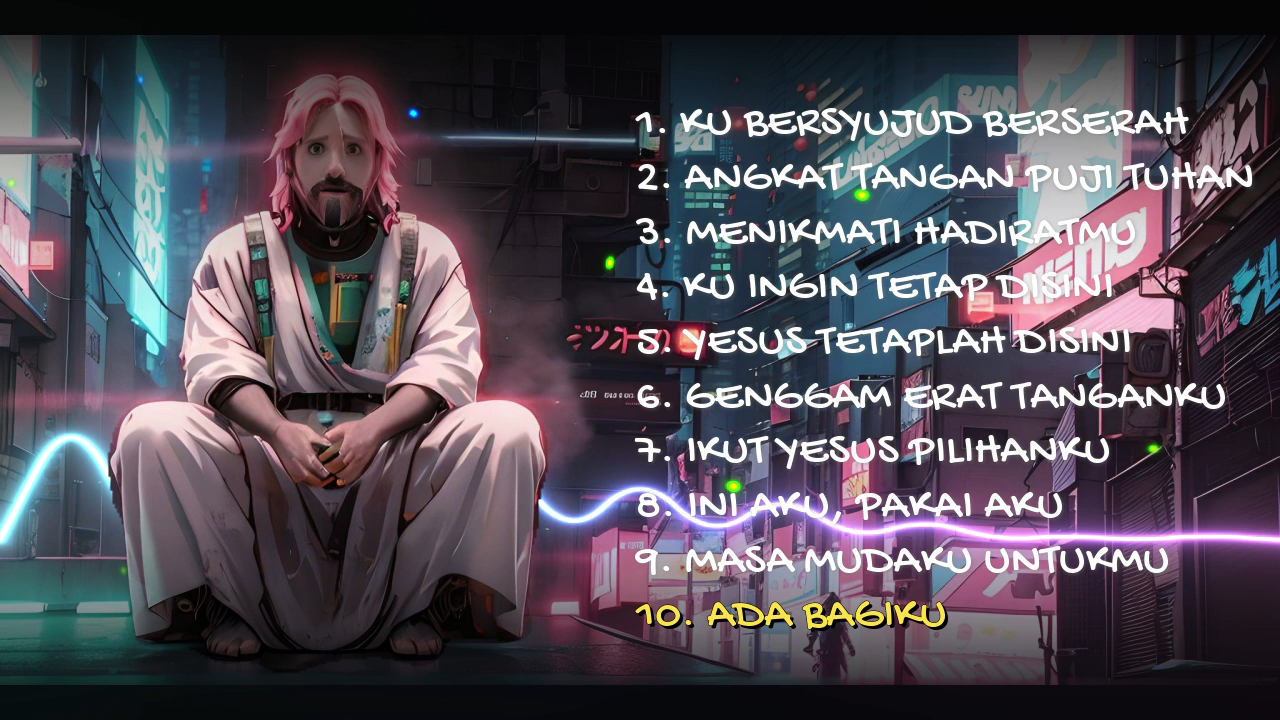 1. KU BERSYUJUD BERSERAH
2. ANGKAT TANGAN PUJI TUHAN
3. MENIKMATI HADIRATMU
4. KU INGIN TETAP DISINI
5. YESUS TETAPLAH DISINI
6. GENGGAM ERAT TANGANKU
7. IKUT YESUS PILIHANKU
8. INI AKU, PAKAI AKU
9. MASA MUDAKU UNTUKMU
10. ADA BAGIKU